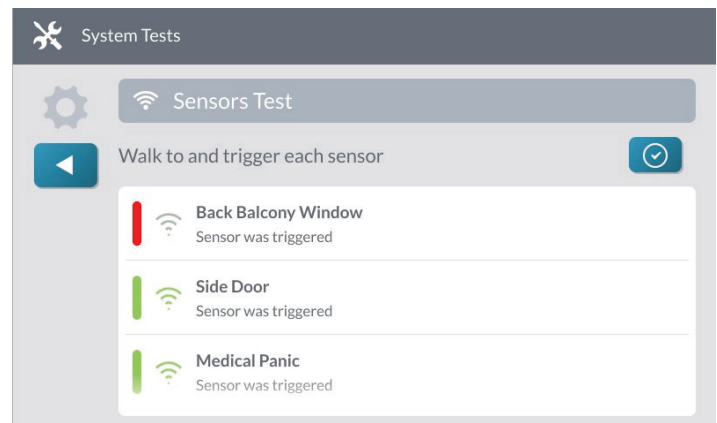 System Tests
Sensors Test
Walk to and trigger each sensor
Back Balcony Window
Sensor was triggered
Side Door
Sensor was triggered
Medical Panic
Sensor was triggered